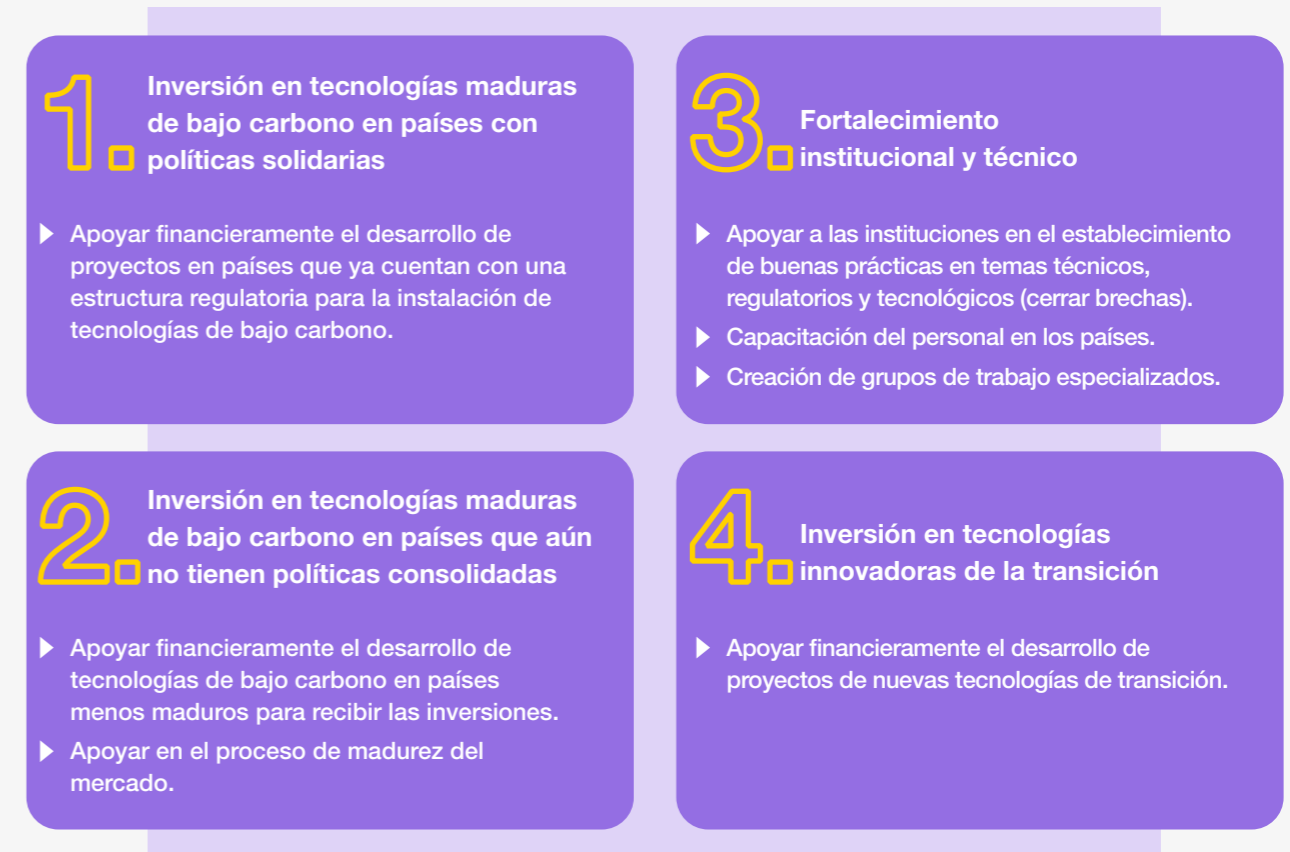 1.
Inversión en tecnologías maduras
de bajo carbono en países con
políticas solidarias
Apoyar financieramente el desarrollo de
proyectos en países que ya cuentan con una
estructura regulatoria para la instalación de
tecnologías de bajo carbono.
2.
Inversión en tecnologías maduras
de bajo carbono en países que aún
no tienen políticas consolidadas
Apoyar financieramente el desarrollo de
tecnologías de bajo carbono en países
menos maduros para recibir las inversiones.
Apoyar en el proceso de madurez del
mercado.
3.
Fortalecimiento
institucional y técnico
Apoyar a las instituciones en el establecimiento
de buenas prácticas en temas técnicos,
regulatorios y tecnológicos (cerrar brechas).
Capacitación del personal en los países.
Creación de grupos de trabajo especializados.
4.
Inversión en tecnologías
innovadoras de la transición
Apoyar financieramente el desarrollo de
proyectos de nuevas tecnologías de transición.